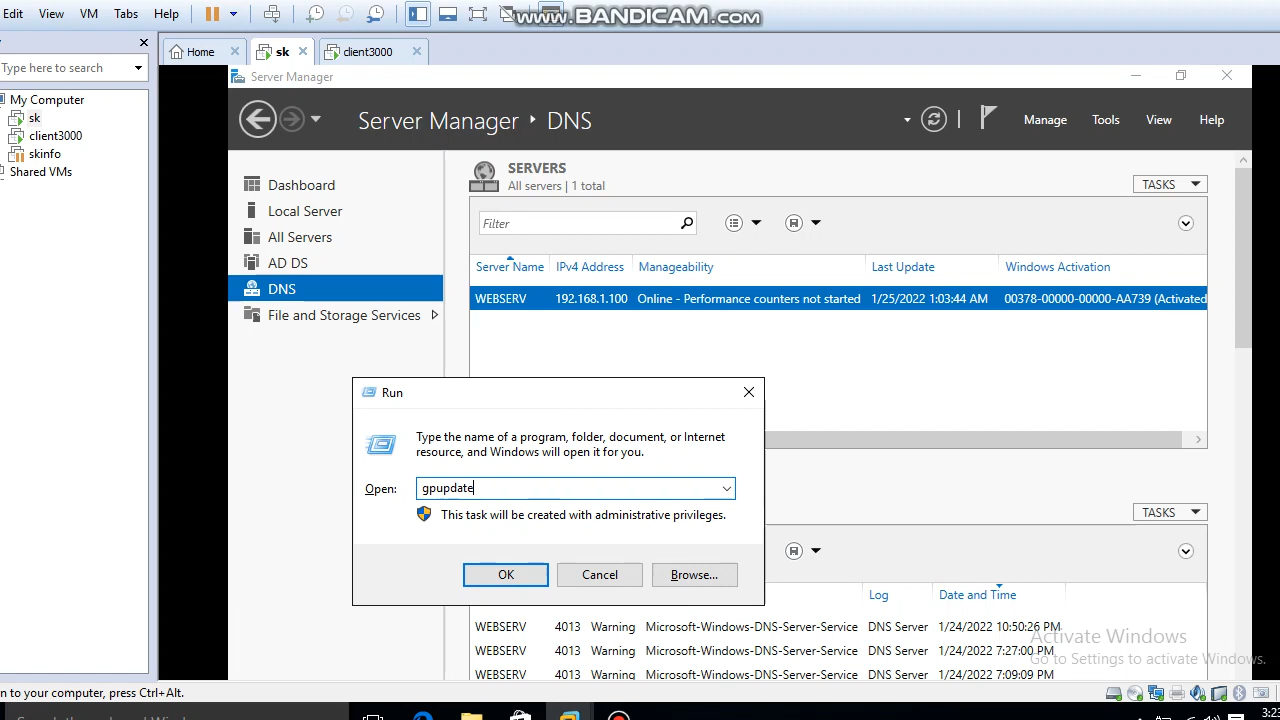 Edit View VM Tabs Help
www.BANDICAM.com
Type here to search
Home sk client3000
My Computer
sk
client3000
skinfo
Shared VMs
Server Manager
Server Manager DNS
Manage Tools View Help
Dashboard
Local Server
All Servers
AD DS
DNS
File and Storage Services
SERVERS
All servers | 1 total
TASKS
Filter
Server Name IPv4 Address Manageability Last Update Windows Activation
WEBSERV 192.168.1.100 Online - Performance counters not started 1/25/2022 1:03:44 AM 00378-00000-00000-AA739 (Activated
Run
Type the name of a program, folder, document, or Internet
resource, and Windows will open it for you.
Open: gpupdate
This task will be created with administrative privileges.
OK Cancel Browse...
TASKS
Log Date and Time
WEBSERV 4013 Warning Microsoft-Windows-DNS-Server-Service DNS Server 1/24/2022 10:50:26 PM
WEBSERV 4013 Warning Microsoft-Windows-DNS-Server-Service DNS Server 1/24/2022 7:27:00 PM
WEBSERV 4013 Warning Microsoft-Windows-DNS-Server-Service DNS Server 1/24/2022 7:09:09 PM
Activate Windows
Go to Settings to activate Windows.
n to your computer, press Ctrl+Alt.